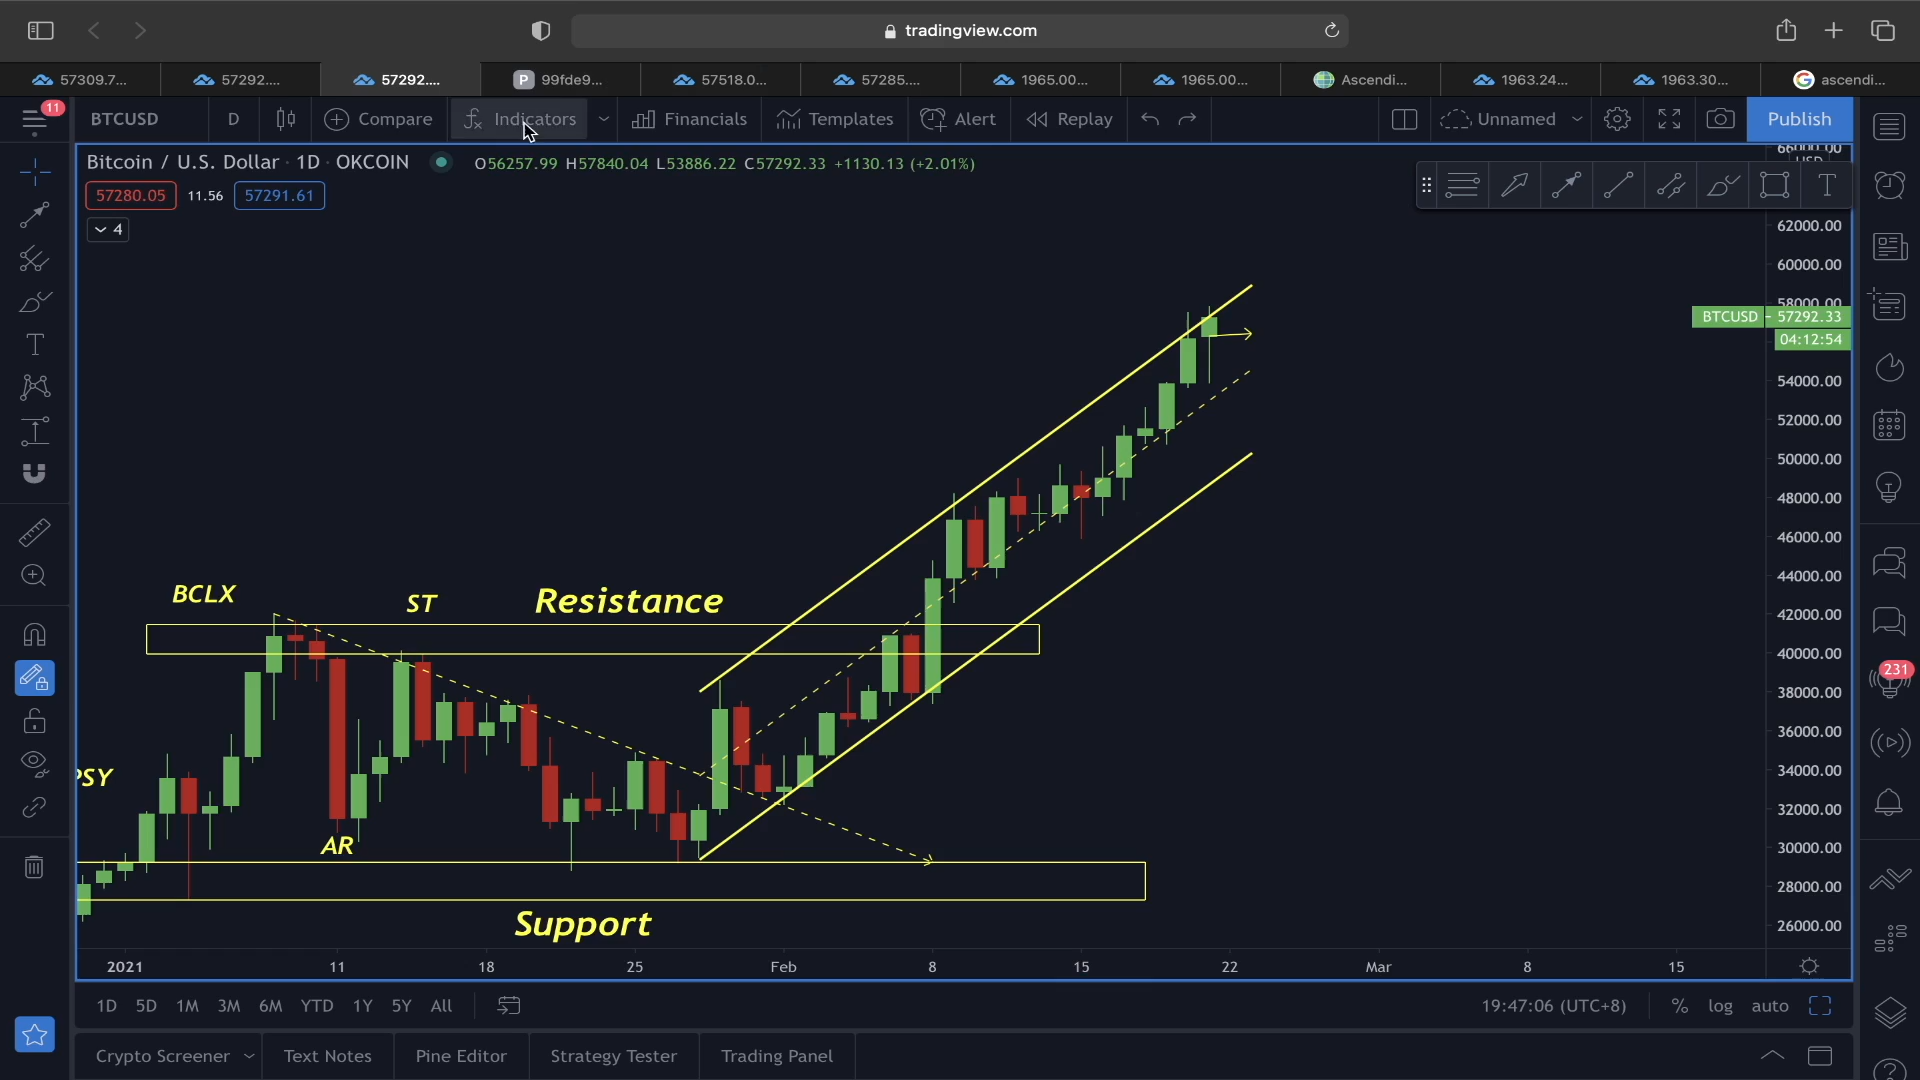 tradingview.com
57309.7...
57292....
57292....
P 99fde9...
57518.0...
57285....
1965.00...
1965.00...
Ascendi...
1963.24...
1963.30...
G ascendi...
11
BTCUSD D Compare Indicators Financials Templates Alert Replay Unnamed Publish
Bitcoin / U.S. Dollar · 1D · OKCOIN O56257.99 H57840.04 L53886.22 C57292.33 +1130.13 (+2.01%)
57280.05 11.56 57291.61
4
T
66000.00
USD
62000.00
60000.00
58000.00
BTCUSD 57292.33
04:12:54
54000.00
52000.00
50000.00
48000.00
46000.00
44000.00
42000.00
40000.00
38000.00
36000.00
34000.00
32000.00
30000.00
28000.00
26000.00
BCLX
ST
Resistance
PSY
AR
Support
231
2021 11 18 25 Feb 8 15 22 Mar 8 15
1D 5D 1M 3M 6M YTD 1Y 5Y All 19:47:06 (UTC+8) % log auto
Crypto Screener Text Notes Pine Editor Strategy Tester Trading Panel